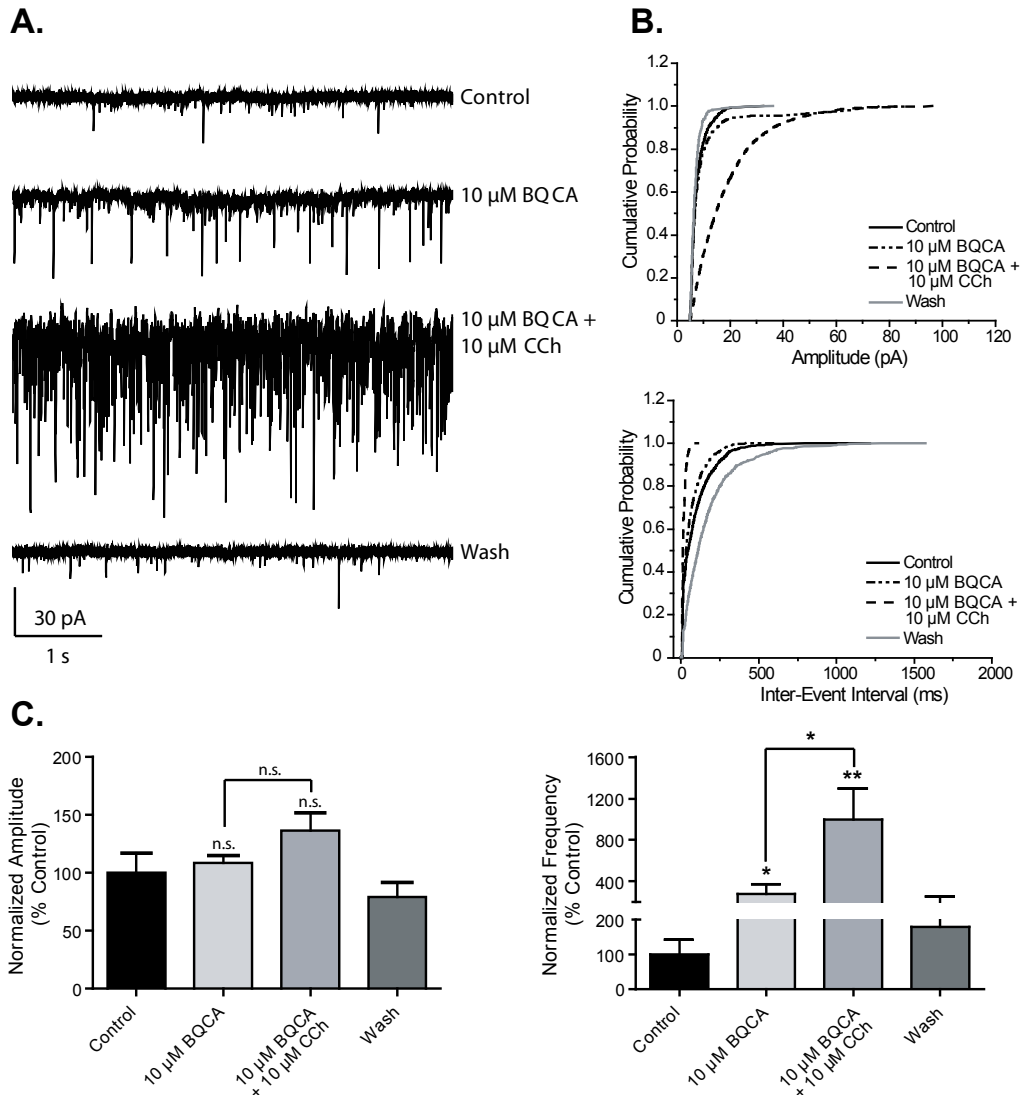 A.
Control
10 µM BQCA
10 µM BQCA +
10 µM CCh
Wash
30 pA
1 s
B.
Cumulative Probability
1.2
1.0
0.8
0.6
0.4
0.2
0
0 20 40 60 80 100 120
Amplitude (pA)
Control
10 µM BQCA
10 µM BQCA +
10 µM CCh
Wash
Cumulative Probability
1.2
1.0
0.8
0.6
0.4
0.2
0
0 500 1000 1500 2000
Inter-Event Interval (ms)
Control
10 µM BQCA
10 µM BQCA +
10 µM CCh
Wash
C.
Normalized Amplitude
(% Control)
200
150
100
50
0
n.s.
n.s.
n.s.
Control
10 µM BQCA
10 µM BQCA
+ 10 µM CCh
Wash
Normalized Frequency
(% Control)
1600
1200
800
400
200
100
0
*
**
*
Control
10 µM BQCA
10 µM BQCA
+ 10 µM CCh
Wash